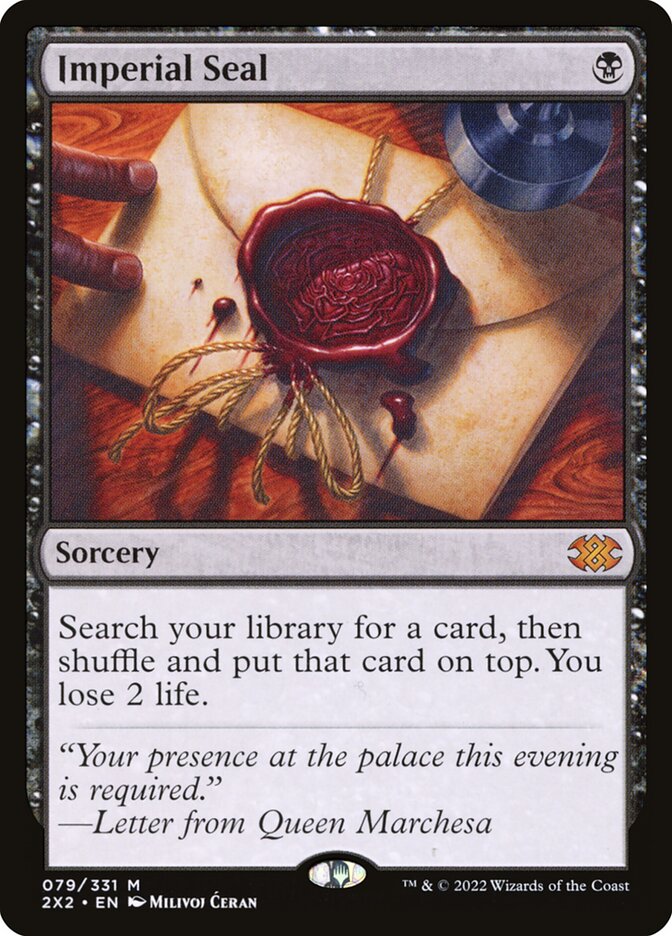 Imperial Seal
Sorcery
Search your library for a card, then
shuffle and put that card on top. You
lose 2 life.
“Your presence at the palace this evening
is required.”
—Letter from Queen Marchesa
079/331 M
™ & © 2022 Wizards of the Coast
2X2 • EN Milivoj Ćeran